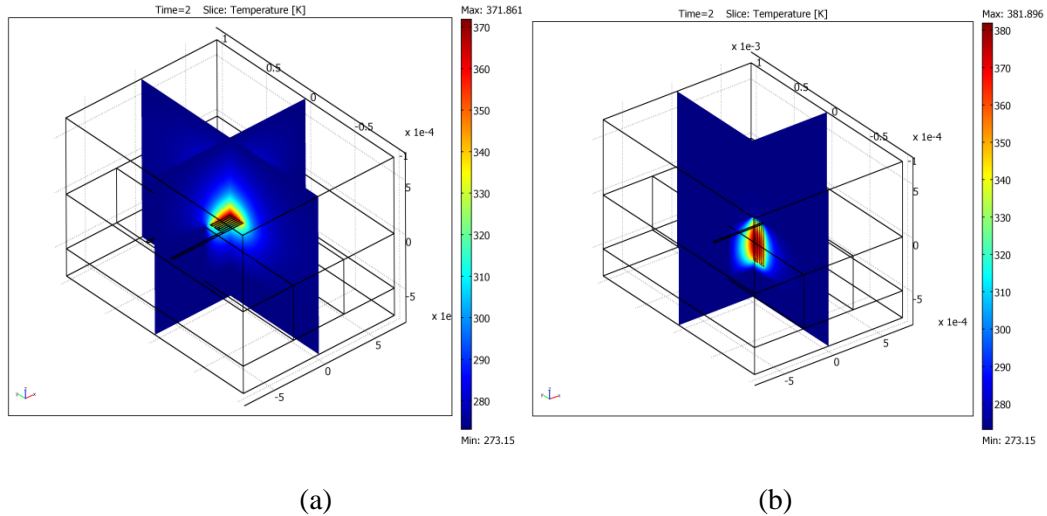 Time=2 Slice: Temperature [K]
Max: 371.861
1
0.5
0
-0.5
x 1e-4
-1
5
0
-5
x 1e
5
0
-5
370
360
350
340
330
320
310
300
290
280
Min: 273.15
z
y
x
(a)
Time=2 Slice: Temperature [K]
Max: 381.896
x 1e-3
1
0.5
0
-0.5
x 1e-4
-1
5
0
-5
x 1e-4
5
0
-5
380
370
360
350
340
330
320
310
300
290
280
Min: 273.15
z
y
x
(b)